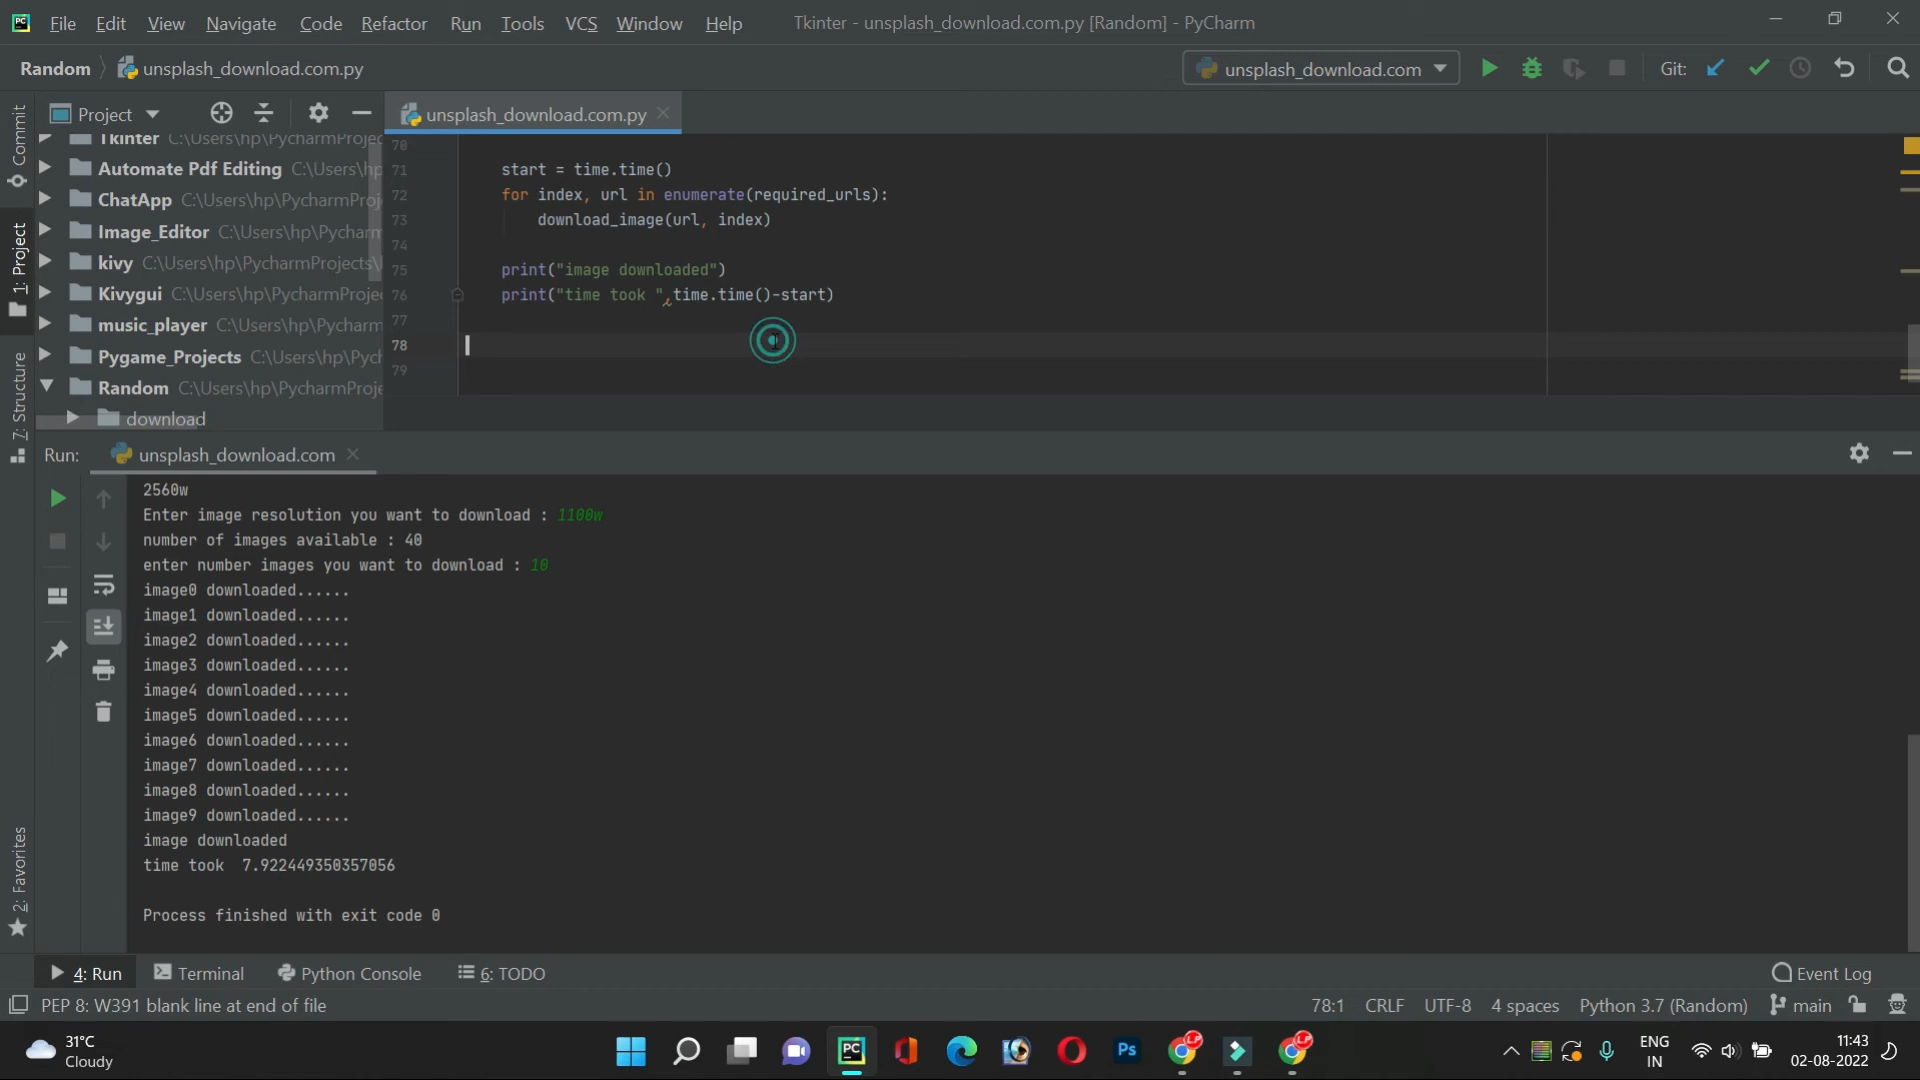 File Edit View Navigate Code Refactor Run Tools VCS Window Help Tkinter - unsplash_download.com.py [Random] - PyCharm
Random unsplash_download.com.py unsplash_download.com Git:
Project unsplash_download.com.py
Commit
1: Project
7: Structure
2: Favorites
Tkinter C:\Users\hp\PycharmProjec
Automate Pdf Editing C:\Users\hp
ChatApp C:\Users\hp\PycharmProj
Image_Editor C:\Users\hp\Pycharm
kivy C:\Users\hp\PycharmProjects\
Kivygui C:\Users\hp\PycharmProje
music_player C:\Users\hp\Pycharm
Pygame_Projects C:\Users\hp\Pych
Random C:\Users\hp\PycharmProje
download
70
71 start = time.time()
72 for index, url in enumerate(required_urls):
73 download_image(url, index)
74
75 print("image downloaded")
76 print("time took ",time.time()-start)
77
78
79
Run: unsplash_download.com
2560w
Enter image resolution you want to download : 1100w
number of images available : 40
enter number images you want to download : 10
image0 downloaded......
image1 downloaded......
image2 downloaded......
image3 downloaded......
image4 downloaded......
image5 downloaded......
image6 downloaded......
image7 downloaded......
image8 downloaded......
image9 downloaded......
image downloaded
time took  7.922449350357056
Process finished with exit code 0
4: Run Terminal Python Console 6: TODO Event Log
PEP 8: W391 blank line at end of file 78:1 CRLF UTF-8 4 spaces Python 3.7 (Random) main
31°C
Cloudy
PC
Ps
LP
LP
ENG
IN
11:43
02-08-2022